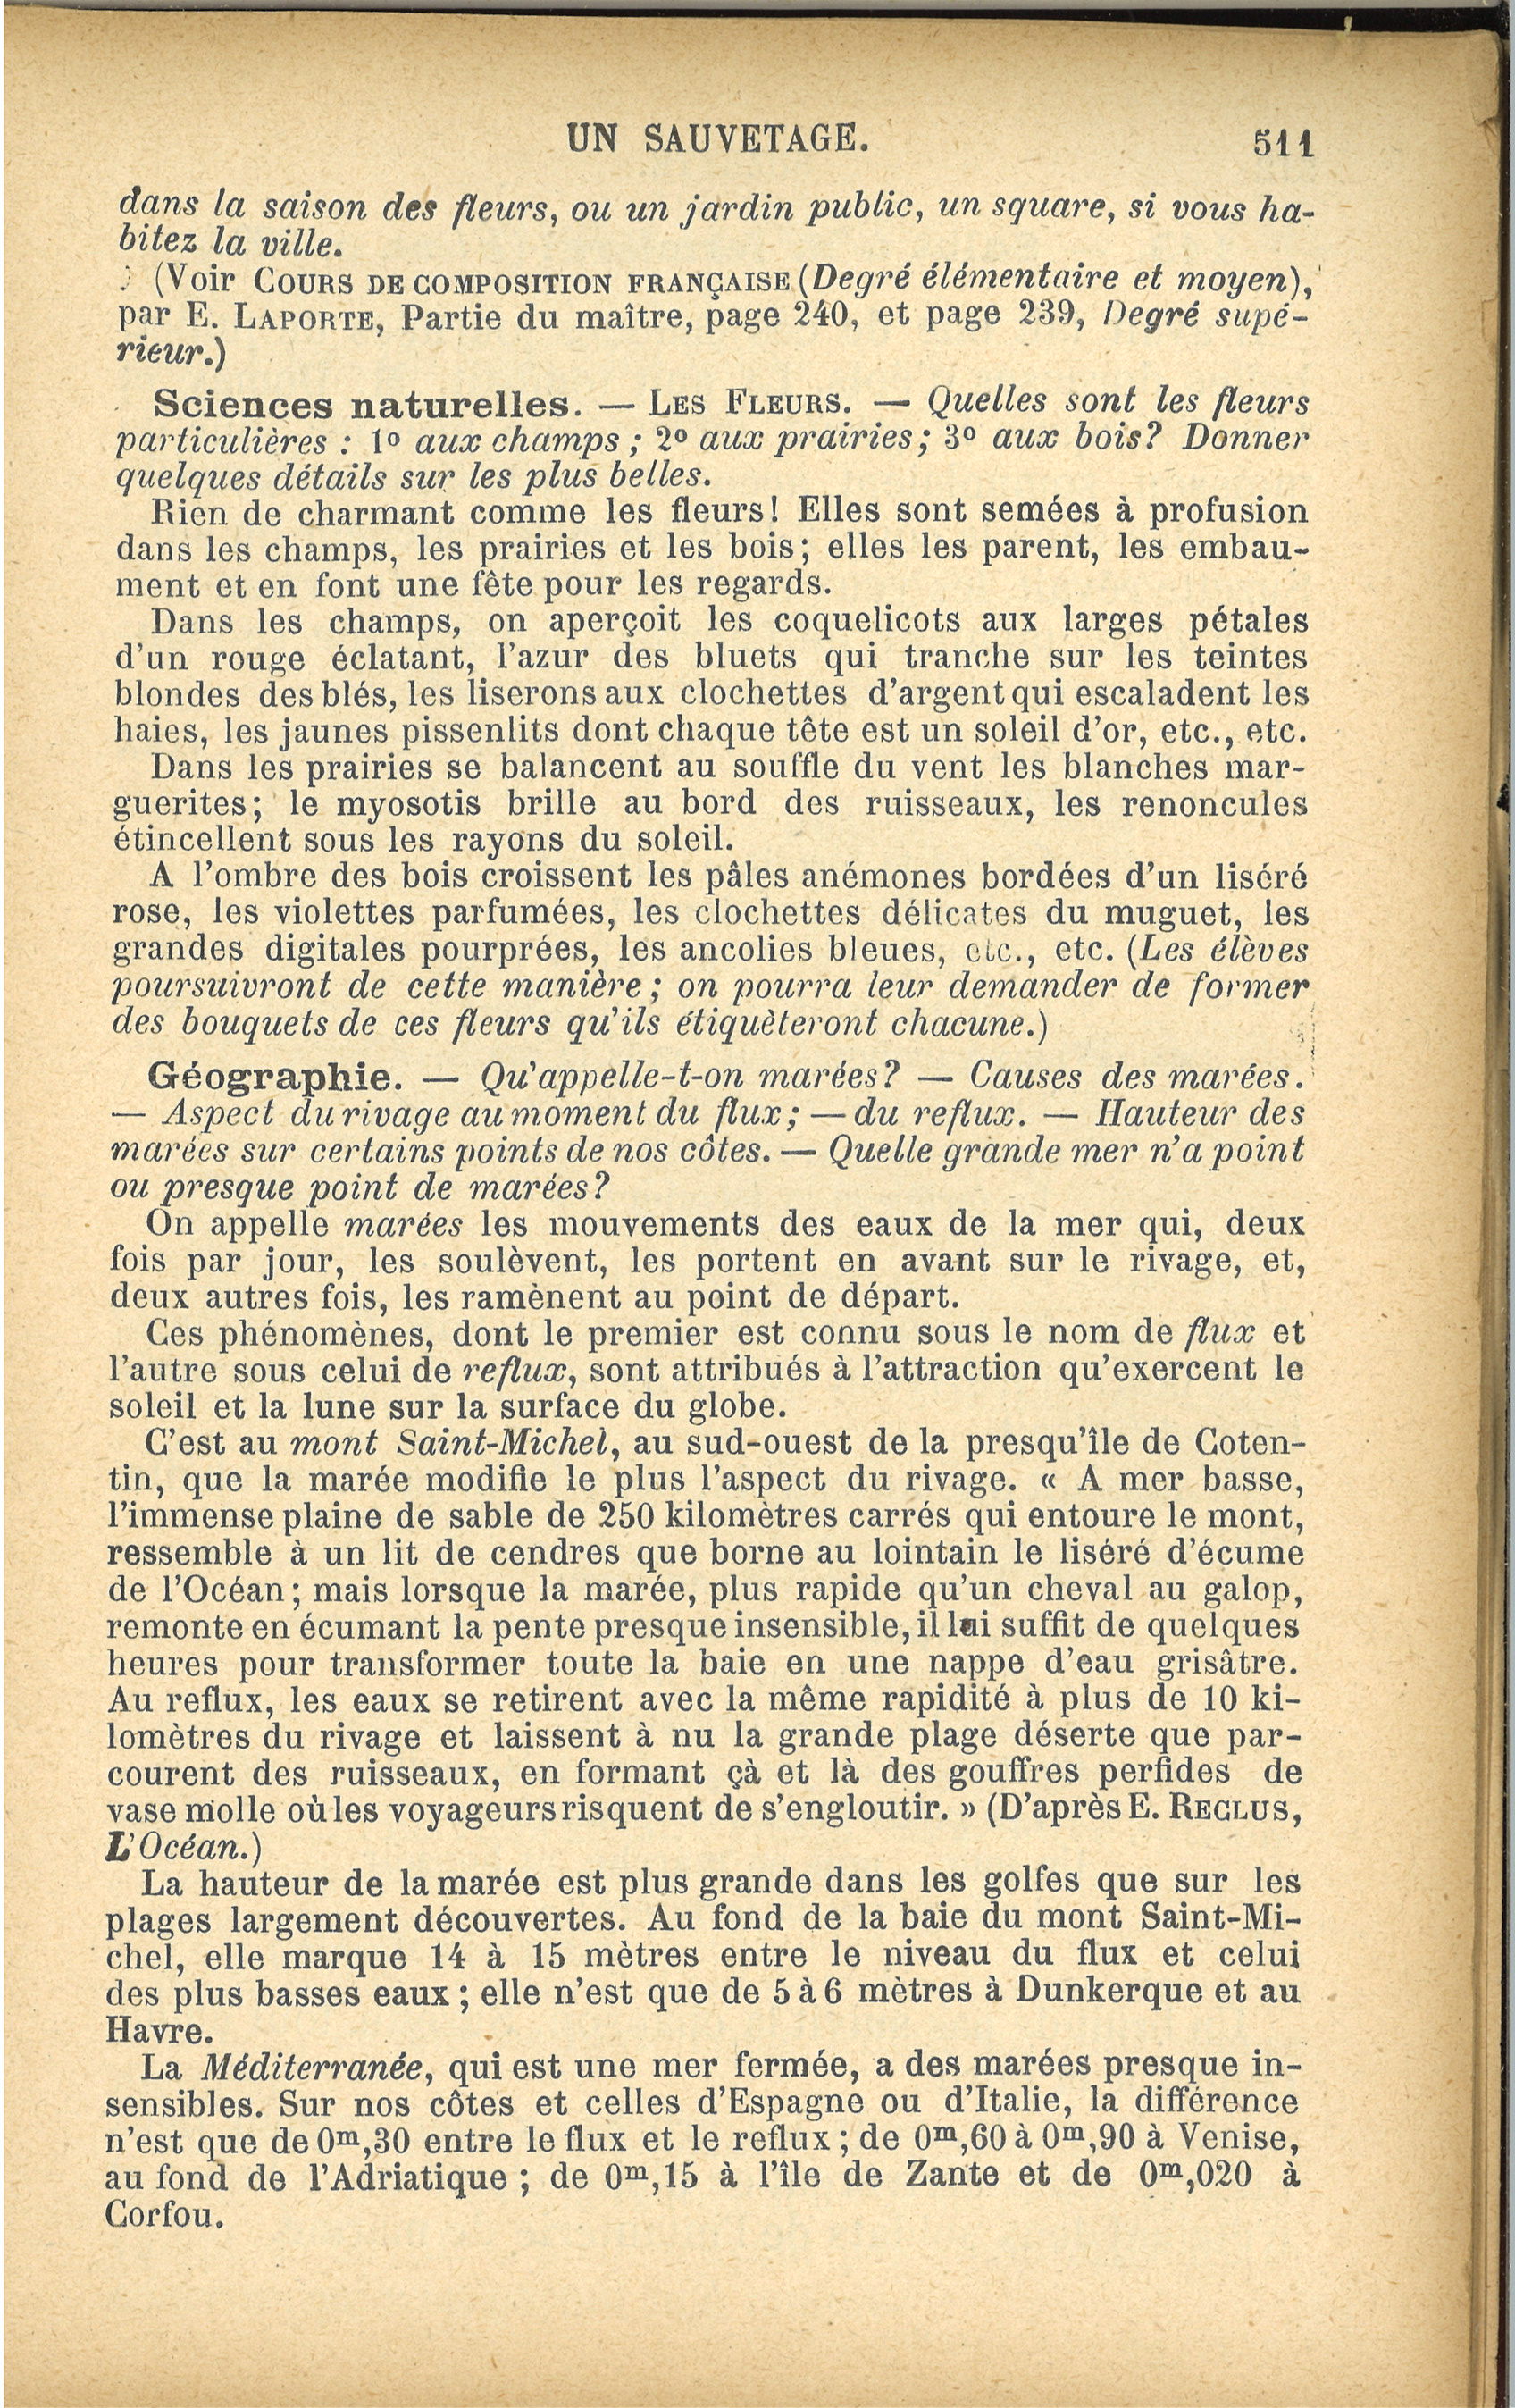 UN SAUVETAGE. 511
dans la saison des fleurs, ou un jardin public, un square, si vous ha-
bitez la ville.
(Voir COURS DE COMPOSITION FRANÇAISE (Degré élémentaire et moyen),
par E. LAPORTE, Partie du maître, page 240, et page 239, Degré supé-
rieur.)
Sciences naturelles. — LES FLEURS. — Quelles sont les fleurs
particulières : 1º aux champs ; 2º aux prairies; 3º aux bois? Donner
quelques détails sur les plus belles.
Rien de charmant comme les fleurs! Elles sont semées à profusion
dans les champs, les prairies et les bois; elles les parent, les embau-
ment et en font une fête pour les regards.
Dans les champs, on aperçoit les coquelicots aux larges pétales
d'un rouge éclatant, l'azur des bluets qui tranche sur les teintes
blondes des blés, les liserons aux clochettes d'argent qui escaladent les
haies, les jaunes pissenlits dont chaque tête est un soleil d'or, etc., etc.
Dans les prairies se balancent au souffle du vent les blanches mar-
guerites; le myosotis brille au bord des ruisseaux, les renoncules
étincellent sous les rayons du soleil.
A l'ombre des bois croissent les pâles anémones bordées d'un liséré
rose, les violettes parfumées, les clochettes délicates du muguet, les
grandes digitales pourprées, les ancolies bleues, etc., etc. (Les élèves
poursuivront de cette manière ; on pourra leur demander de former
des bouquets de ces fleurs qu'ils étiquèteront chacune.)
Géographie. — Qu'appelle-t-on marées? — Causes des marées.
— Aspect du rivage au moment du flux; — du reflux. — Hauteur des
marées sur certains points de nos côtes. — Quelle grande mer n'a point
ou presque point de marées?
On appelle marées les mouvements des eaux de la mer qui, deux
fois par jour, les soulèvent, les portent en avant sur le rivage, et,
deux autres fois, les ramènent au point de départ.
Ces phénomènes, dont le premier est connu sous le nom de flux et
l'autre sous celui de reflux, sont attribués à l'attraction qu'exercent le
soleil et la lune sur la surface du globe.
C'est au mont Saint-Michel, au sud-ouest de la presqu'île de Coten-
tin, que la marée modifie le plus l'aspect du rivage. « A mer basse,
l'immense plaine de sable de 250 kilomètres carrés qui entoure le mont,
ressemble à un lit de cendres que borne au lointain le liséré d'écume
de l'Océan; mais lorsque la marée, plus rapide qu'un cheval au galop,
remonte en écumant la pente presque insensible, il lui suffit de quelques
heures pour transformer toute la baie en une nappe d'eau grisâtre.
Au reflux, les eaux se retirent avec la même rapidité à plus de 10 ki-
lomètres du rivage et laissent à nu la grande plage déserte que par-
courent des ruisseaux, en formant çà et là des gouffres perfides de
vase molle où les voyageurs risquent de s'engloutir. » (D'après E. RECLUS,
L'Océan.)
La hauteur de la marée est plus grande dans les golfes que sur les
plages largement découvertes. Au fond de la baie du mont Saint-Mi-
chel, elle marque 14 à 15 mètres entre le niveau du flux et celui
des plus basses eaux ; elle n'est que de 5 à 6 mètres à Dunkerque et au
Havre.
La Méditerranée, qui est une mer fermée, a des marées presque in-
sensibles. Sur nos côtes et celles d'Espagne ou d'Italie, la différence
n'est que de 0ᵐ,30 entre le flux et le reflux ; de 0ᵐ,60 à 0ᵐ,90 à Venise,
au fond de l'Adriatique ; de 0ᵐ,15 à l'île de Zante et de 0ᵐ,020 à
Corfou.